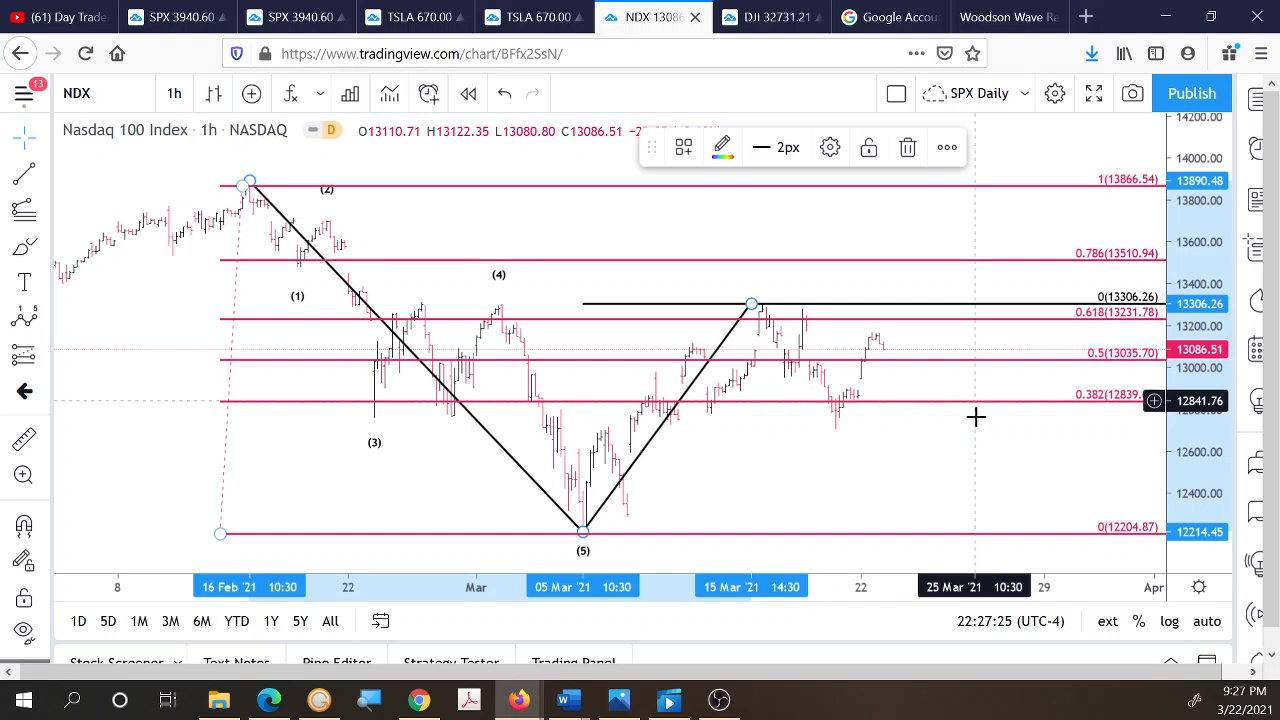 (4) Day Tradi
SPX 3940.60
SPX 3940.60
TSLA 670.00
TSLA 670.00
NDX 13086
DJI 32731.21
Google Accou
Woodson Wave Re
https://www.tradingview.com/chart/BFfx2SsN/
13
NDX
1h
SPX Daily
Publish
Nasdaq 100 Index · 1h · NASDAQ
D
O13110.71 H13122.35 L13080.80 C13086.51
2px
14200.00
14000.00
1(13866.54)
13890.48
(2)
13800.00
13600.00
0.786(13510.94)
(4)
(1)
13400.00
0(13306.26)
13306.26
0.618(13231.78)
13200.00
13086.51
0.5(13035.70)
13000.00
0.382(12839.
12841.76
(3)
12600.00
12400.00
0(12204.87)
12214.45
(5)
8
16 Feb '21 10:30
22
Mar
05 Mar '21 10:30
15 Mar '21 14:30
22
25 Mar '21 10:30
29
Apr
1D 5D 1M 3M 6M YTD 1Y 5Y All
22:27:25 (UTC-4)
ext % log auto
Stock Screener
Text Notes
Pine Editor
Strategy Tester
Trading Panel
9:27 PM
3/22/2021